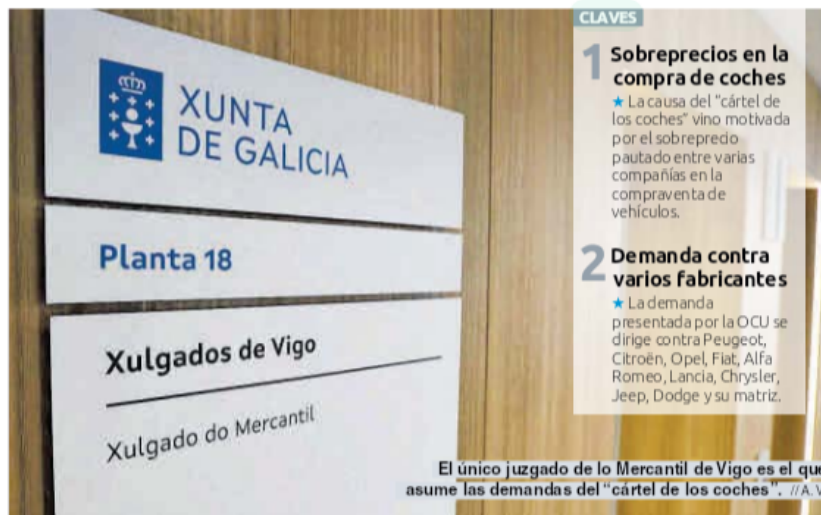 XUNTA
DE GALICIA
Planta 18
Xulgados de Vigo
Xulgado do Mercantil
CLAVES
1 Sobreprecios en la
compra de coches
★ La causa del "cártel de
los coches" vino motivada
por el sobreprecio
pautado entre varias
compañías en la
compraventa de
vehículos.
2 Demanda contra
varios fabricantes
★ La demanda
presentada por la OCU se
dirige contra Peugeot,
Citroën, Opel, Fiat, Alfa
Romeo, Lancia, Chrysler,
Jeep, Dodge y su matriz.
El único juzgado de lo Mercantil de Vigo es el que
asume las demandas del "cártel de los coches". //A. V